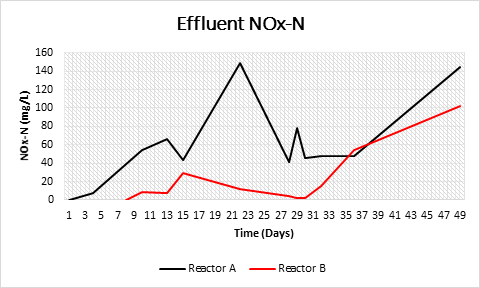 Effluent NOx-N
160
140
120
100
80
60
40
20
0
NOx-N (mg/L)
1 3 5 7 9 11 13 15 17 19 21 23 25 27 29 31 33 35 37 39 41 43 45 47 49
Time (Days)
Reactor A Reactor B